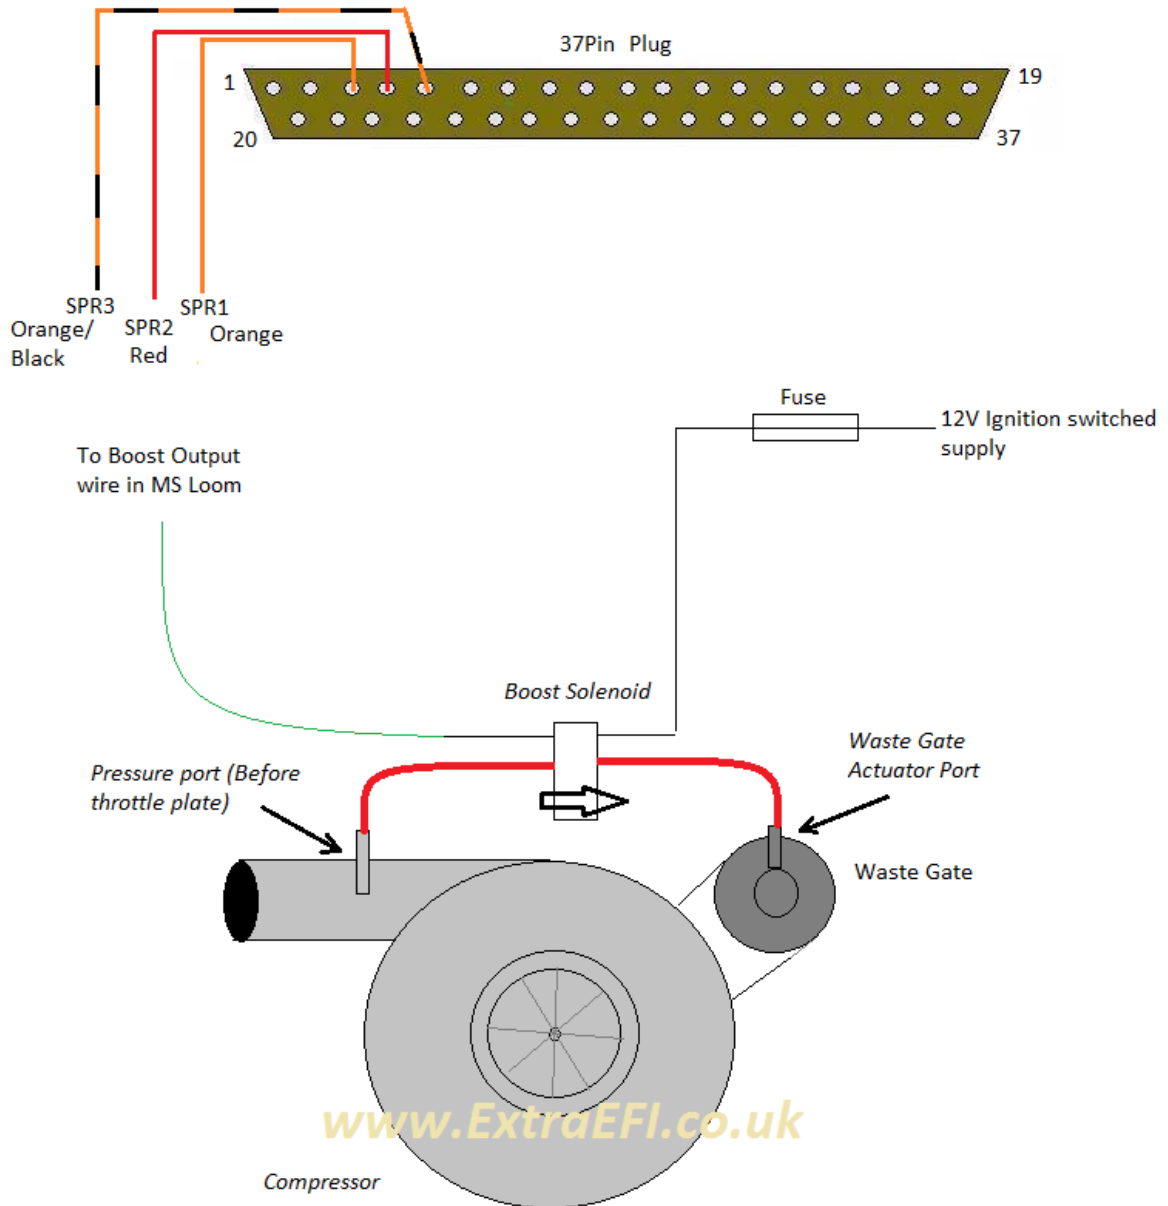 37Pin Plug
1
19
20
37
SPR3
Orange/
Black
SPR2
Red
SPR1
Orange
Fuse
12V Ignition switched
supply
To Boost Output
wire in MS Loom
Boost Solenoid
Pressure port (Before
throttle plate)
Waste Gate
Actuator Port
Waste Gate
www.ExtraEFI.co.uk
Compressor